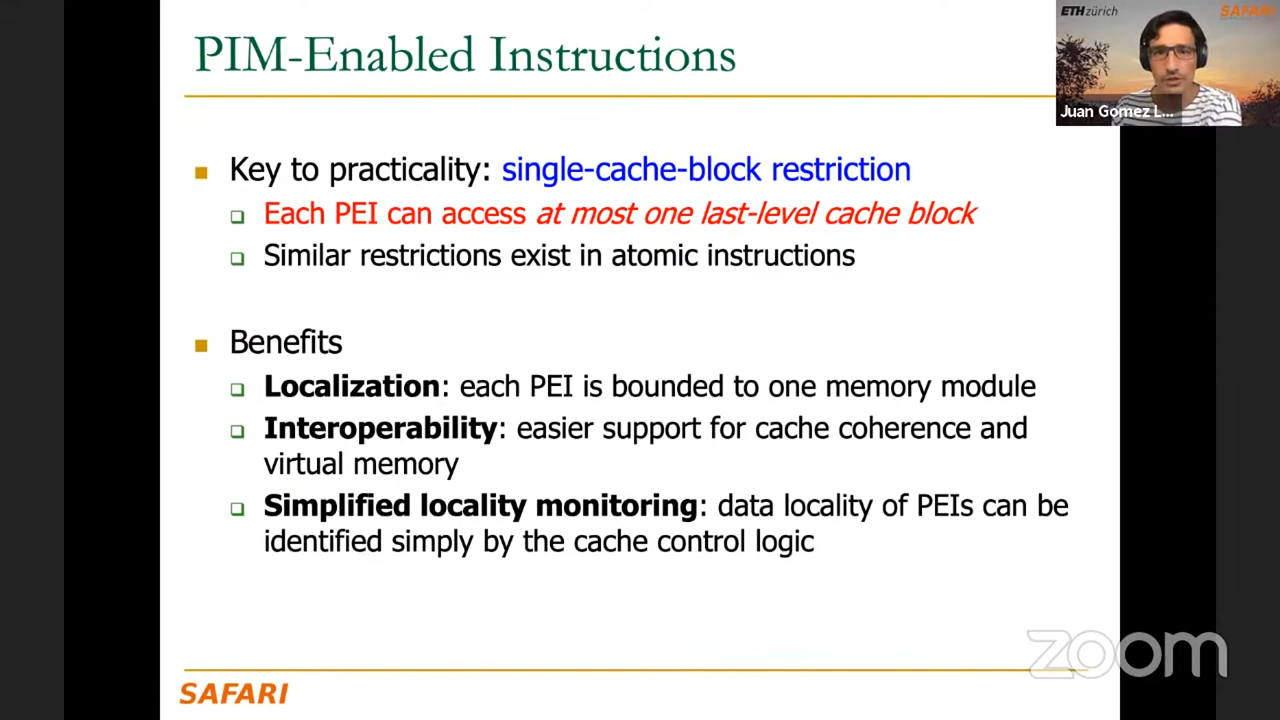 PIM-Enabled Instructions
ETH zürich
SAFARI
Juan Gomez L...
Key to practicality: single-cache-block restriction
Each PEI can access at most one last-level cache block
Similar restrictions exist in atomic instructions
Benefits
Localization: each PEI is bounded to one memory module
Interoperability: easier support for cache coherence and
virtual memory
Simplified locality monitoring: data locality of PEIs can be
identified simply by the cache control logic
zoom
SAFARI